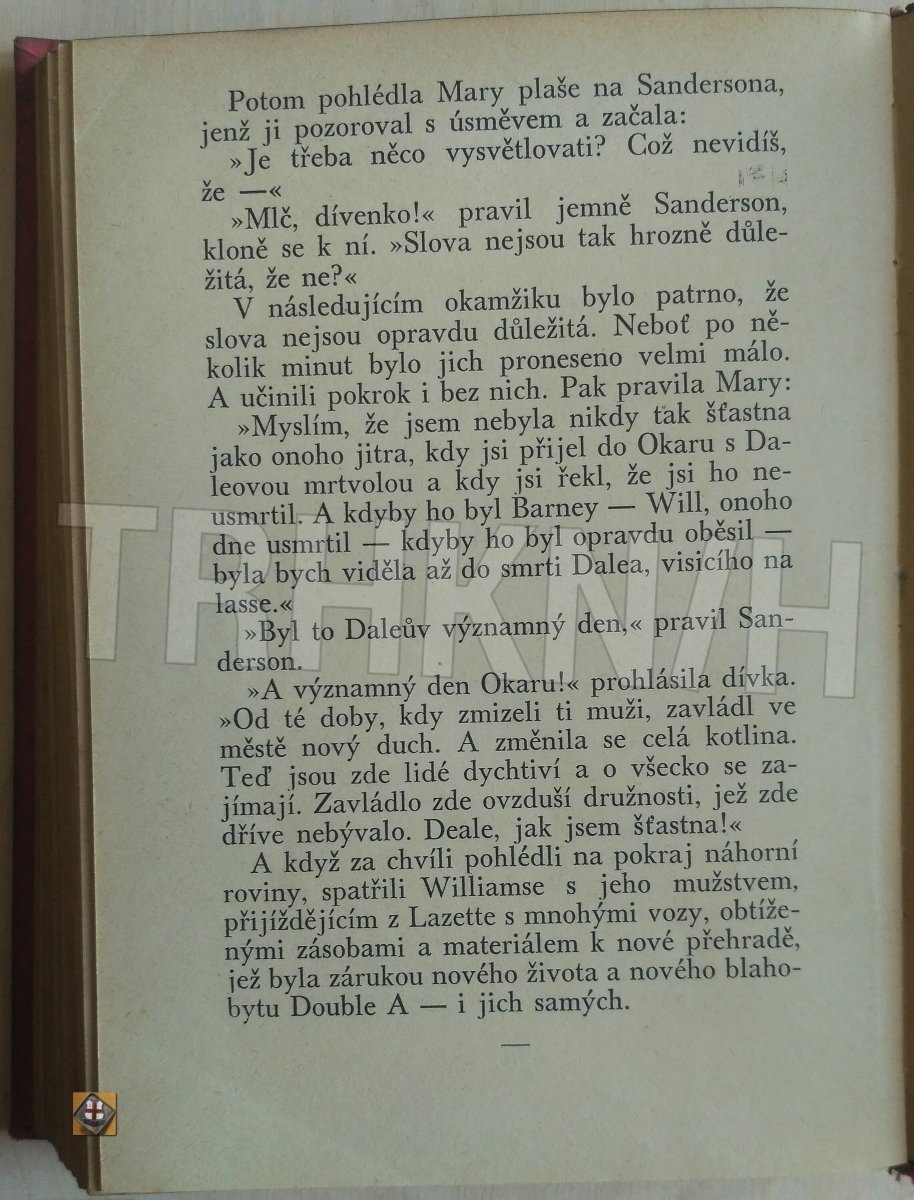 Potom pohlédla Mary plaše na Sandersona,
jenž ji pozoroval s úsměvem a začala:
»Je třeba něco vysvětlovati? Což nevidíš,
že —«
»Mlč, dívenko!« pravil jemně Sanderson,
kloně se k ní. »Slova nejsou tak hrozně důle-
žitá, že ne?«
V následujícím okamžiku bylo patrno, že
slova nejsou opravdu důležitá. Neboť po ně-
kolik minut bylo jich proneseno velmi málo.
A učinili pokrok i bez nich. Pak pravila Mary:
»Myslím, že jsem nebyla nikdy tak šťastna
jako onoho jitra, kdy jsi přijel do Okaru s Da-
leovou mrtvolou a kdy jsi řekl, že jsi ho ne-
usmrtil. A kdyby ho byl Barney — Will, onoho
dne usmrtil — kdyby ho byl opravdu oběsil —
byla bych viděla až do smrti Dalea, visicího na
lasse.«
»Byl to Daleův významný den,« pravil San-
derson.
»A významný den Okaru!« prohlásila dívka.
»Od té doby, kdy zmizeli ti muži, zavládl ve
městě nový duch. A změnila se celá kotlina.
Teď jsou zde lidé dychtiví a o všecko se za-
jímají. Zavládlo zde ovzduší družnosti, jež zde
dříve nebývalo. Deale, jak jsem šťastna!«
A když za chvíli pohlédli na pokraj náhorní
roviny, spatřili Williamse s jeho mužstvem,
přijíždějícím z Lazette s mnohými vozy, obtíže-
nými zásobami a materiálem k nové přehradě,
jež byla zárukou nového života a nového blaho-
bytu Double A — i jich samých.
TRHKNIH